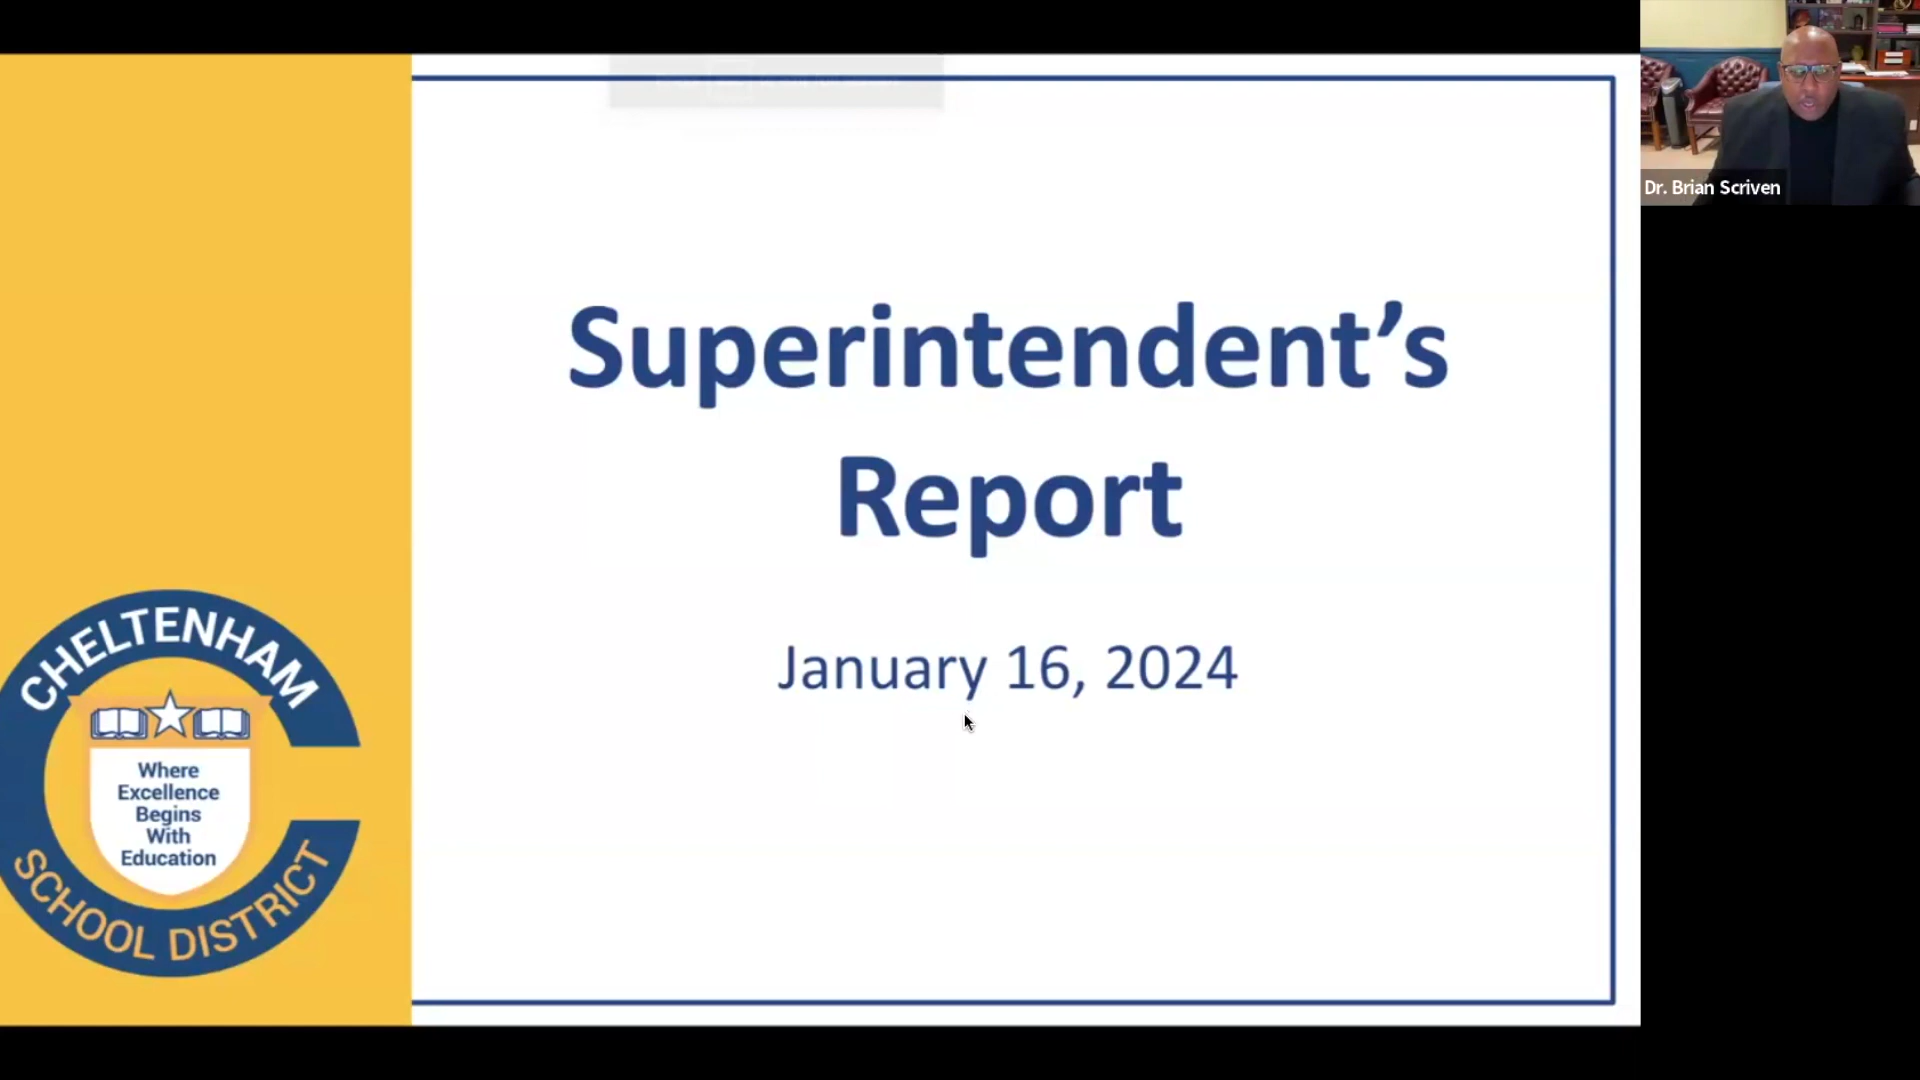 Superintendent’s
Report
January 16, 2024
CHELTENHAM
Where
Excellence
Begins
With
Education
SCHOOL DISTRICT
Dr. Brian Scriven